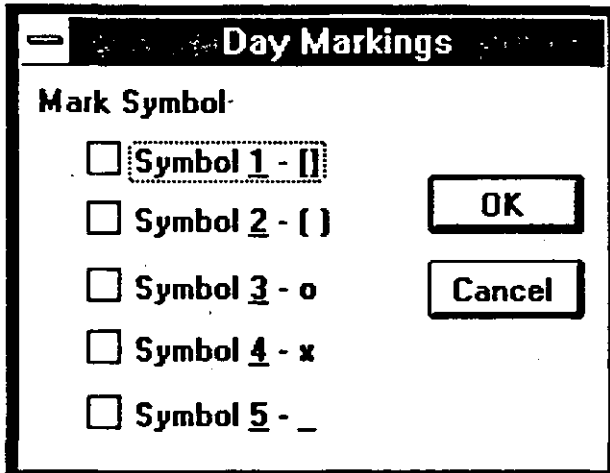 Day Markings
Mark Symbol
Symbol 1 - []
Symbol 2 - ( )
Symbol 3 - o
Symbol 4 - x
Symbol 5 - _
OK
Cancel